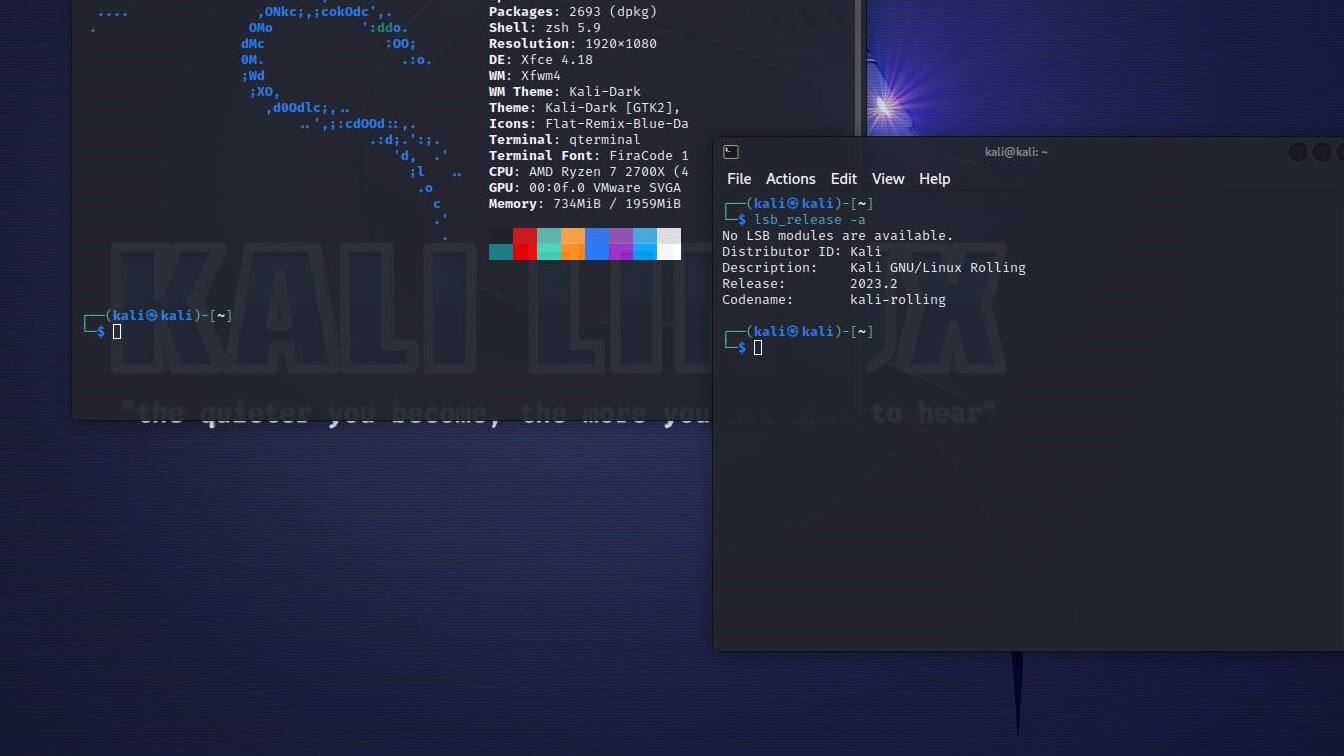 Packages: 2693 (dpkg)
Shell: zsh 5.9
Resolution: 1920x1080
DE: Xfce 4.18
WM: Xfwm4
WM Theme: Kali-Dark
Theme: Kali-Dark [GTK2],
Icons: Flat-Remix-Blue-Da
Terminal: qterminal
Terminal Font: FiraCode 1
CPU: AMD Ryzen 7 2700X (4
GPU: 00:0f.0 VMware SVGA
Memory: 734MiB / 1959MiB
┌──(kali㉿kali)-[~]
└─$
kali@kali: ~
File Actions Edit View Help
┌──(kali㉿kali)-[~]
└─$ lsb_release -a
No LSB modules are available.
Distributor ID: Kali
Description: Kali GNU/Linux Rolling
Release: 2023.2
Codename: kali-rolling
┌──(kali㉿kali)-[~]
└─$
KALI LINUX
"the quieter you become, the more you are able to hear"